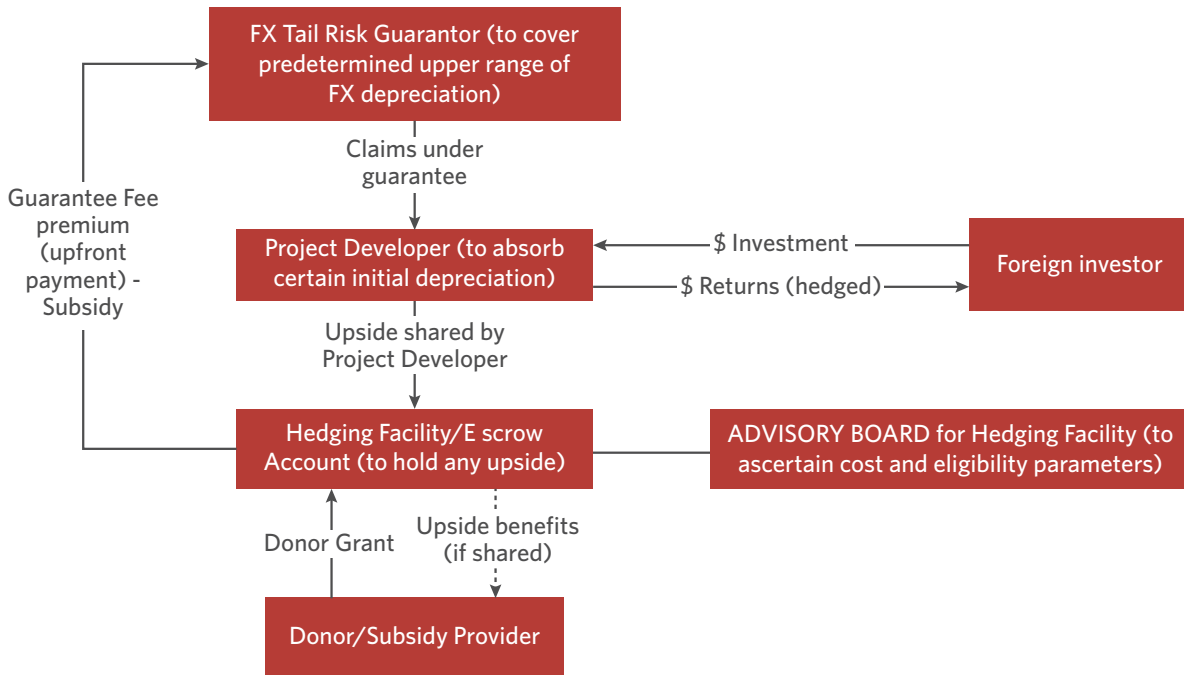 FX Tail Risk Guarantor (to cover
predetermined upper range of
FX depreciation)
Claims under
guarantee
Guarantee Fee
premium
(upfront
payment) -
Subsidy
Project Developer (to absorb
certain initial depreciation)
$ Investment
$ Returns (hedged)
Foreign investor
Upside shared by
Project Developer
Hedging Facility/E scrow
Account (to hold any upside)
ADVISORY BOARD for Hedging Facility (to
ascertain cost and eligibility parameters)
Donor Grant
Upside benefits
(if shared)
Donor/Subsidy Provider